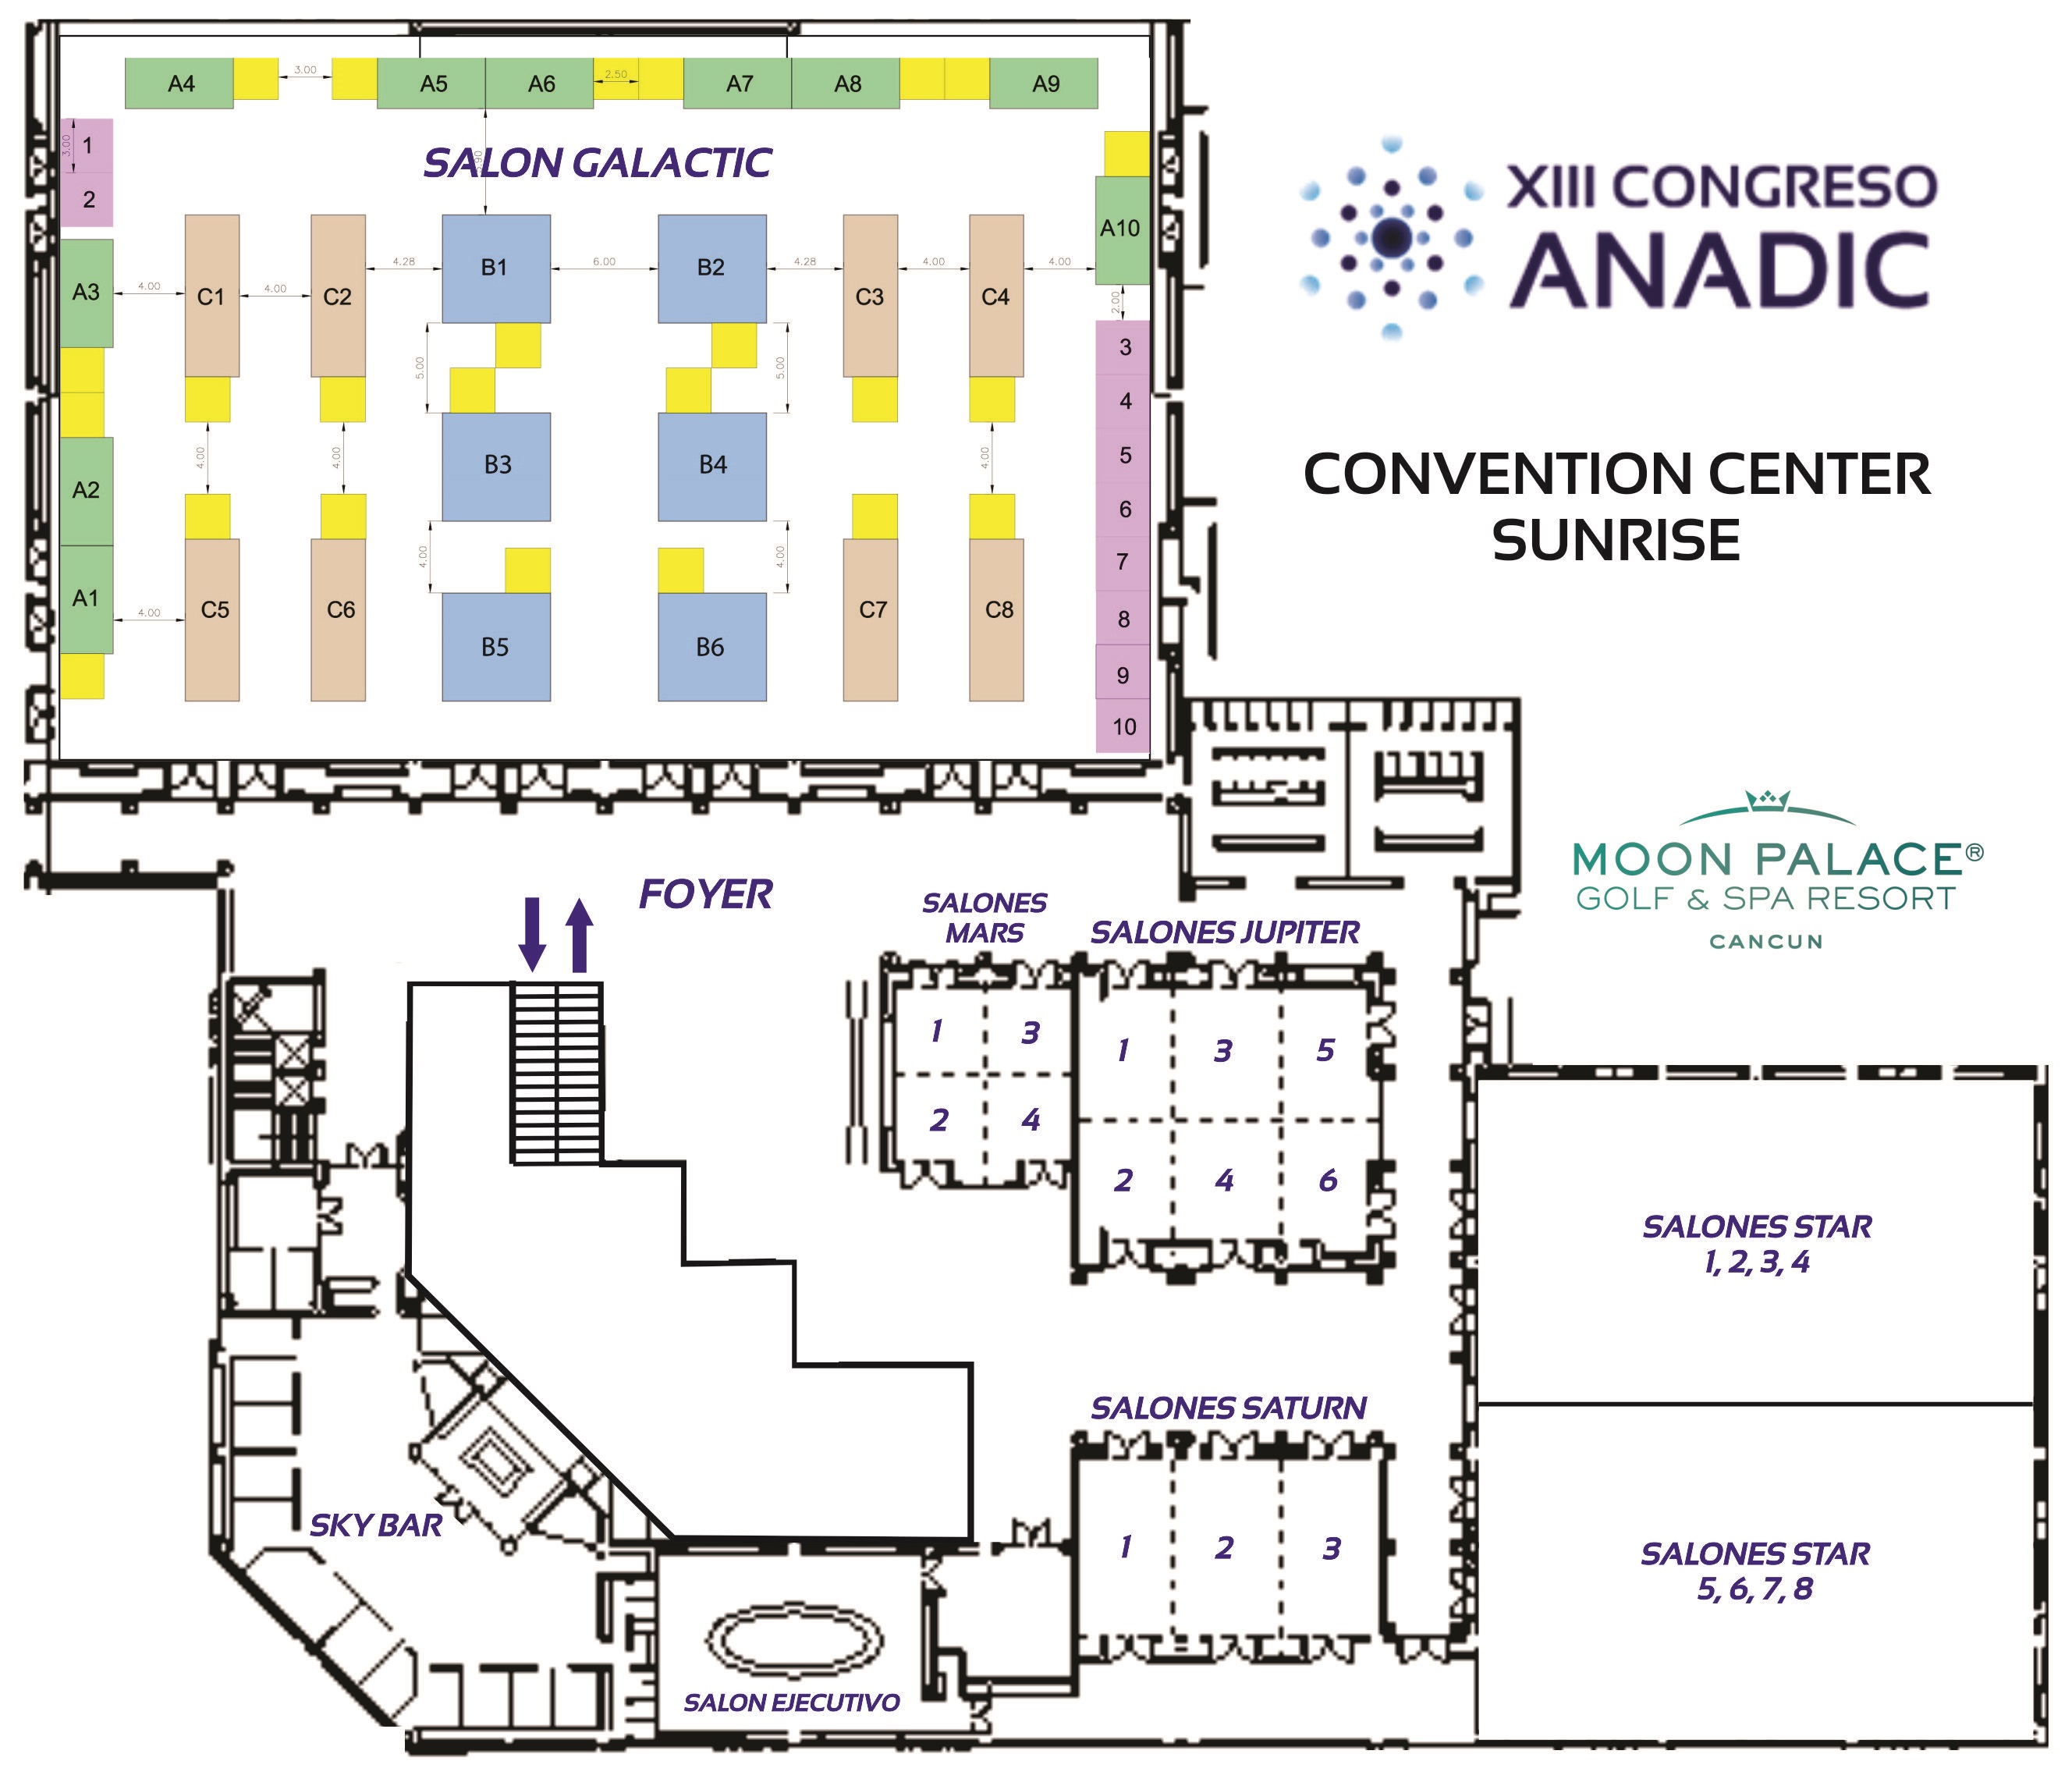 A4
3.00
A5
A6
2.50
A7
A8
A9
1
3.00
2
SALON GALACTIC
A10
A3
4.00
C1
4.00
C2
4.28
B1
6.00
B2
4.28
C3
4.00
C4
4.00
2.00
5.00
5.00
3
4
5
6
7
8
9
10
A2
4.00
4.00
B3
B4
4.00
A1
4.00
C5
C6
4.00
B5
B6
4.00
C7
C8
XIII CONGRESO
ANADIC
CONVENTION CENTER
SUNRISE
MOON PALACE®
GOLF & SPA RESORT
CANCUN
FOYER
SALONES
MARS
1
3
2
4
SALONES JUPITER
1
3
5
2
4
6
SALONES STAR
1, 2, 3, 4
SALONES SATURN
1
2
3
SALONES STAR
5, 6, 7, 8
SKY BAR
SALON EJECUTIVO